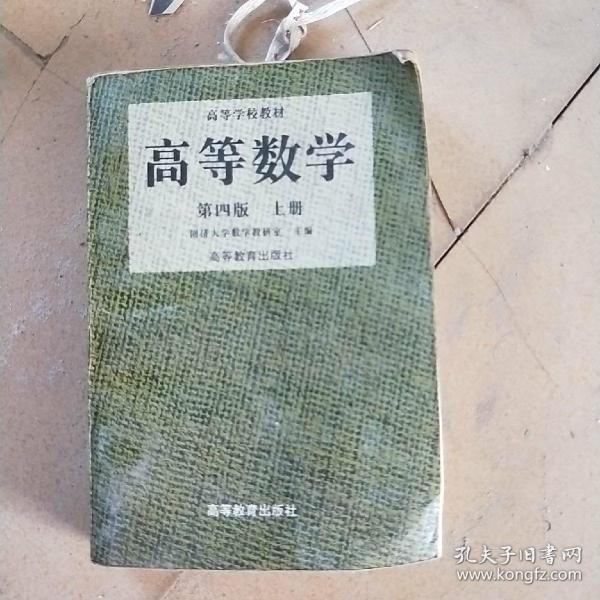 高等学校教材
高等数学
第四版 上册
同济大学数学教研室 主编
高等教育出版社
高等教育出版社
孔夫子旧书网
www.kongfz.com